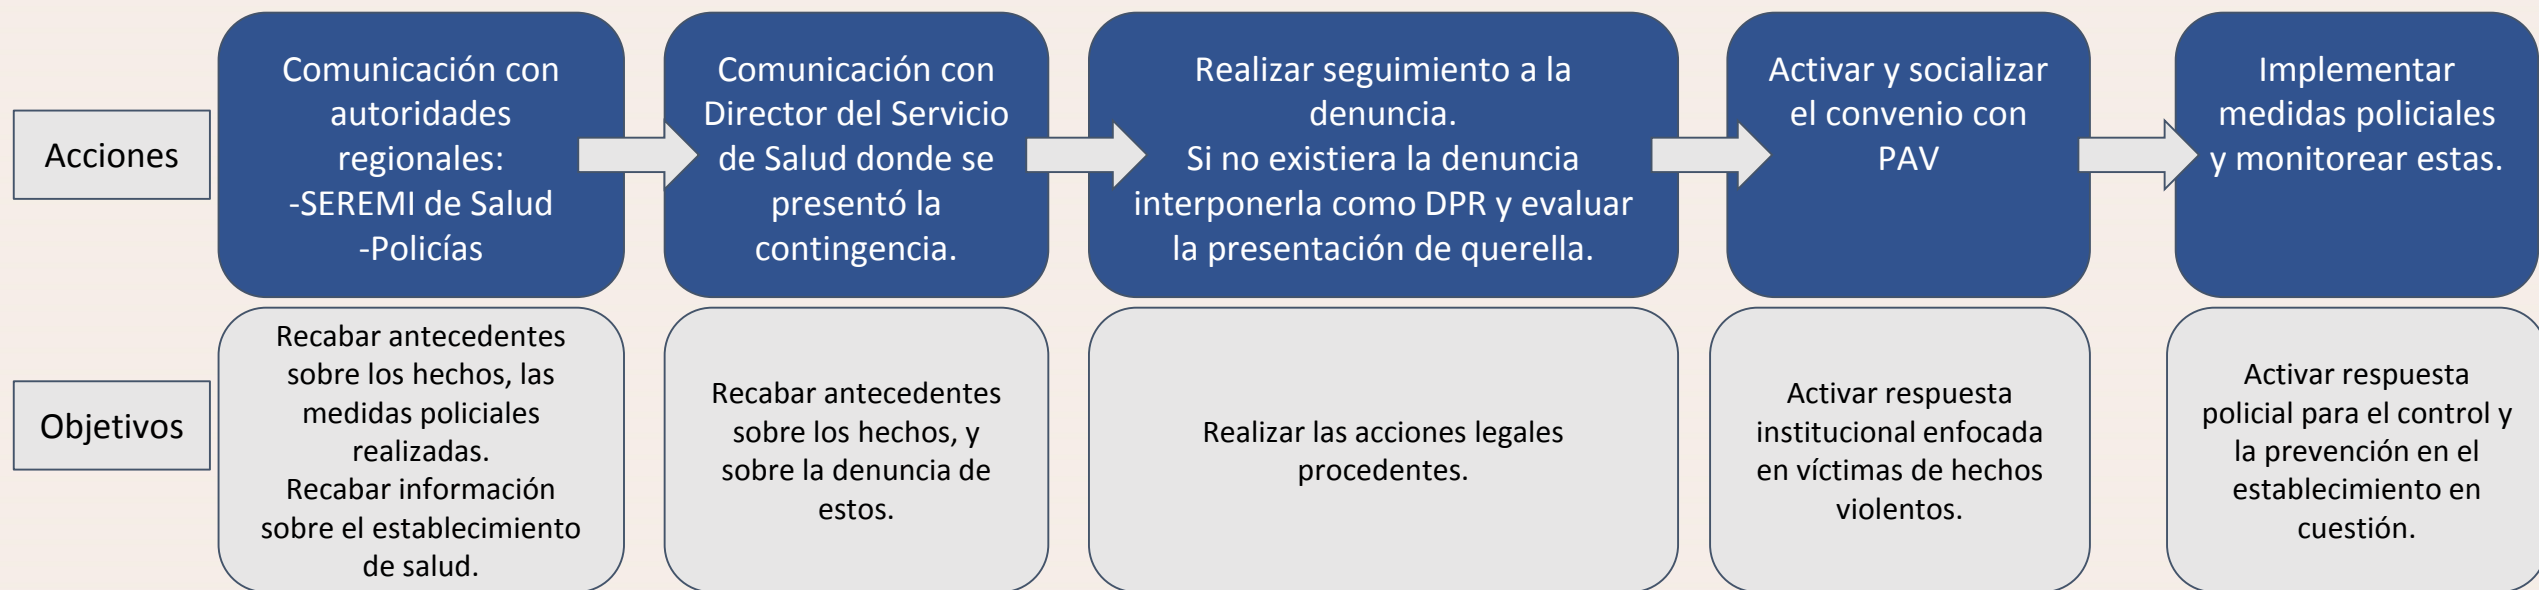 Acciones
Comunicación con
autoridades
regionales:
-SEREMI de Salud
-Policías
Comunicación con
Director del Servicio
de Salud donde se
presentó la
contingencia.
Realizar seguimiento a la
denuncia.
Si no existiera la denuncia
interponerla como DPR y evaluar
la presentación de querella.
Activar y socializar
el convenio con
PAV
Implementar
medidas policiales
y monitorear estas.
Objetivos
Recabar antecedentes
sobre los hechos, las
medidas policiales
realizadas.
Recabar información
sobre el establecimiento
de salud.
Recabar antecedentes
sobre los hechos, y
sobre la denuncia de
estos.
Realizar las acciones legales
procedentes.
Activar respuesta
institucional enfocada
en víctimas de hechos
violentos.
Activar respuesta
policial para el control y
la prevención en el
establecimiento en
cuestión.